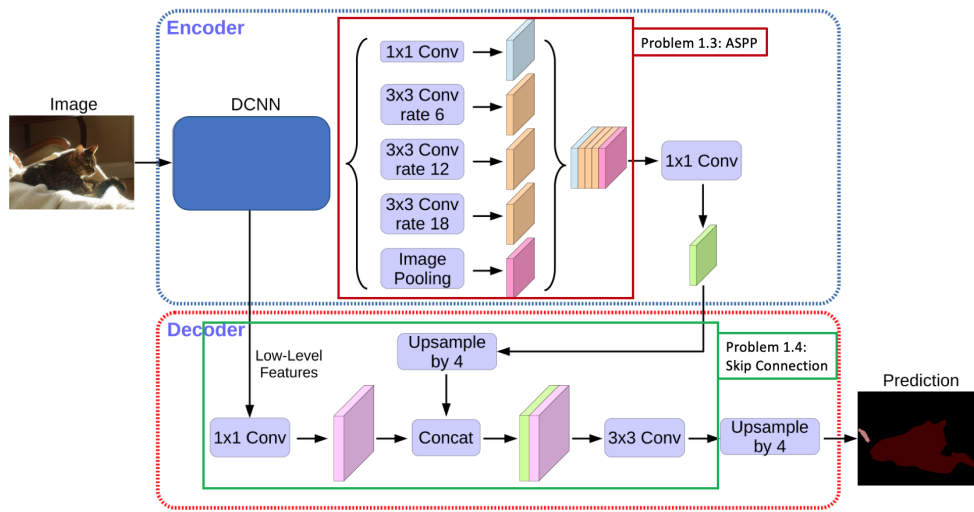 Encoder
Problem 1.3: ASPP
Image
DCNN
1x1 Conv
3x3 Conv
rate 6
3x3 Conv
rate 12
3x3 Conv
rate 18
Image
Pooling
1x1 Conv
Decoder
Low-Level
Features
Upsample
by 4
Problem 1.4:
Skip Connection
1x1 Conv
Concat
3x3 Conv
Upsample
by 4
Prediction